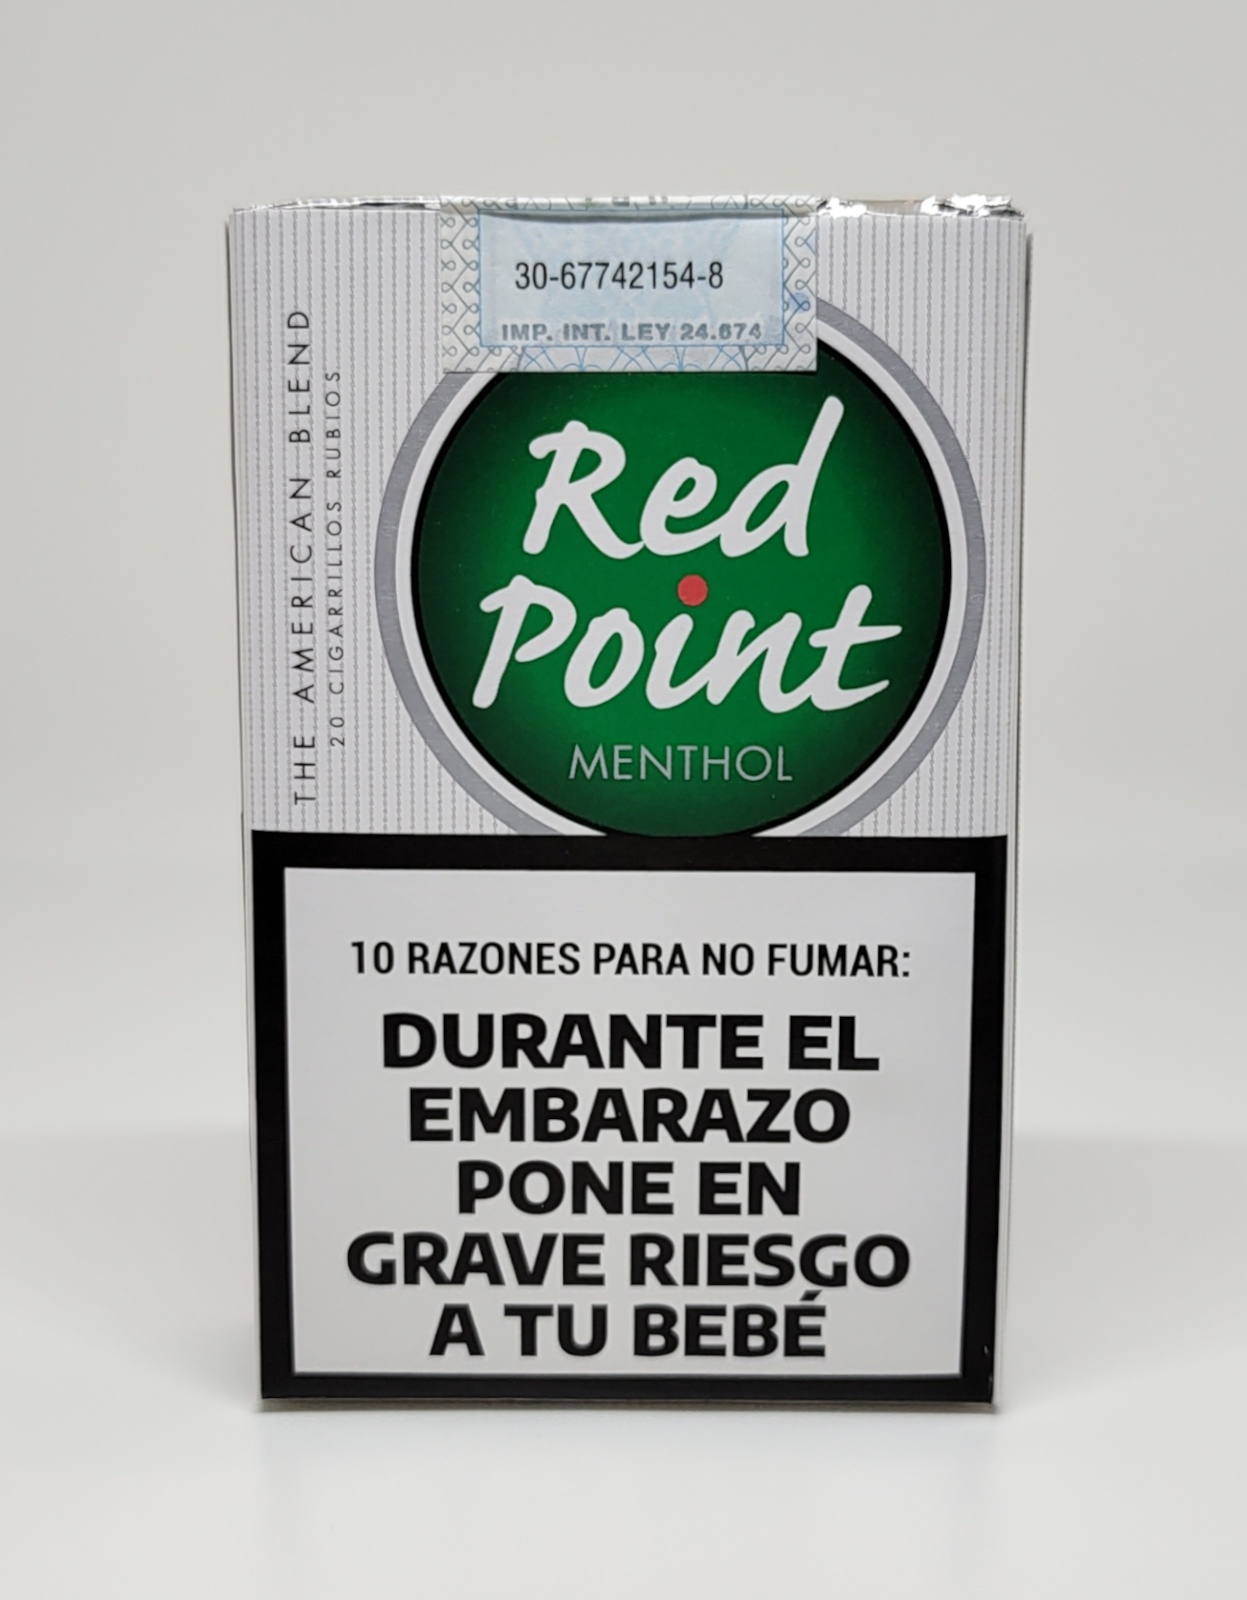 30-67742154-8
IMP. INT. LEY 24.674
THE AMERICAN BLEND
20 CIGARRILLOS RUBIOS
Red
Point
MENTHOL
10 RAZONES PARA NO FUMAR:
DURANTE EL
EMBARAZO
PONE EN
GRAVE RIESGO
A TU BEBÉ